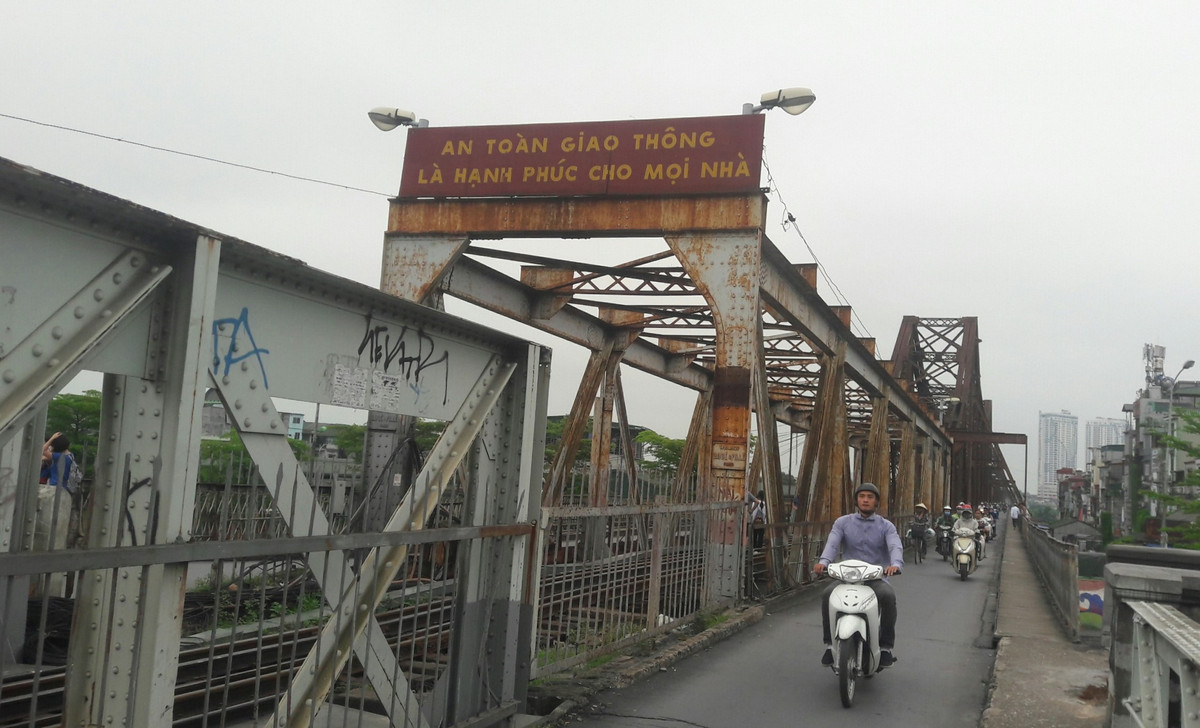 AN TOÀN GIAO THÔNG
LÀ HẠNH PHÚC CHO MỌI NHÀ